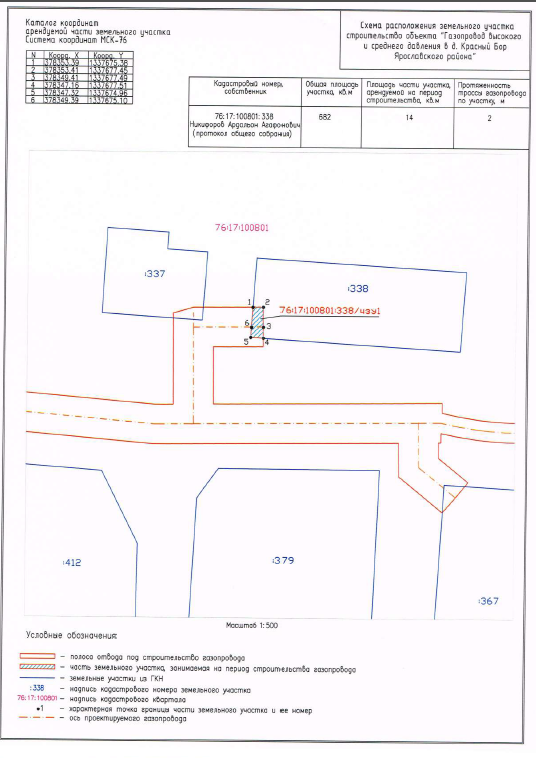 Каталог координат
арендуемой части земельного участка
Система координат МСК-76
N Коорд. X Коорд. Y
1 378353.39 1337675.38
2 378353.41 1337677.45
3 378349.41 1337677.49
4 378347.16 1337677.51
5 378347.32 1337674.96
6 378349.39 1337675.10
Схема расположения земельного участка
строительство объекта "Газопровод высокого
и среднего давления в д. Красный Бор
Ярославского района"
Кадастровый номер, собственник
Общая площадь участка, кв.м
Площадь части участка, арендуемой на период строительства, кв.м
Протяженность трассы газопровода по участку, м
76:17:100801:338
Никифоров Ардальон Агафонович
(протокол общего собрания)
682
14
2
76:17:100801
:337
:338
1
2
76:17:100801:338/чзу1
6
3
5
4
:412
:379
:367
Масштаб 1:500
Условные обозначения:
– полоса отвода под строительство газопровода
– часть земельного участка, занимаемая на период строительства газопровода
– земельные участки из ГКН
:338 – надпись кадастрового номера земельного участка
76:17:100801 – надпись кадастрового квартала
•1 – характерная точка границы части земельного участка и ее номер
– ось проектируемого газопровода